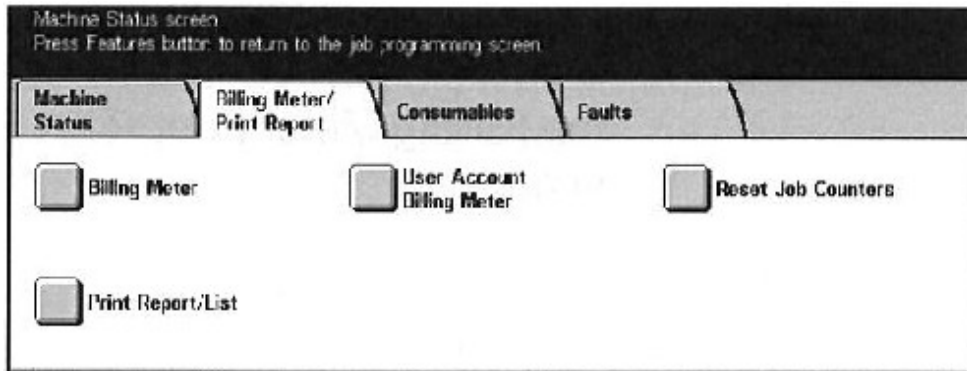 Machine Status screen
Press Features button to return to the job programming screen
Machine
Status
Billing Meter/
Print Report
Consumables
Faults
Billing Meter
User Account
Billing Meter
Reset Job Counters
Print Report/List